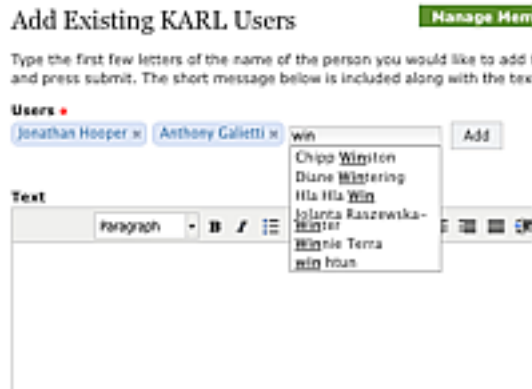 Add Existing KARL Users
Manage Mem
Type the first few letters of the name of the person you would like to add
and press submit. The short message below is included along with the tex
Users
Jonathan Hooper × Anthony Galietti × win Add
Chipp Winston
Diane Wintering
Hla Hla Win
Jolanta Raszewska-
Winter
Winnie Terra
win htun
Text
Paragraph B I